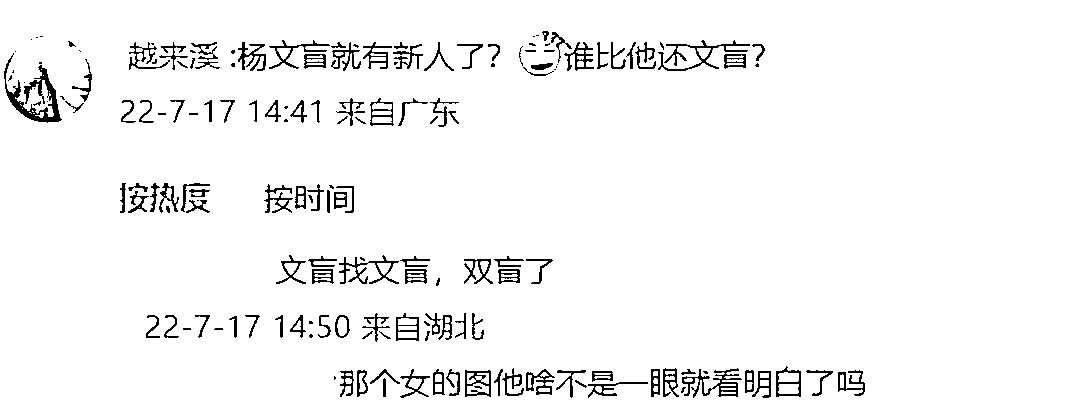 越来溪:杨文盲就有新人了？谁比他还文盲？
22-7-17 14:41 来自广东
按热度 按时间
文盲找文盲，双盲了
22-7-17 14:50 来自湖北
那个女的图他啥不是一眼就看明白了吗